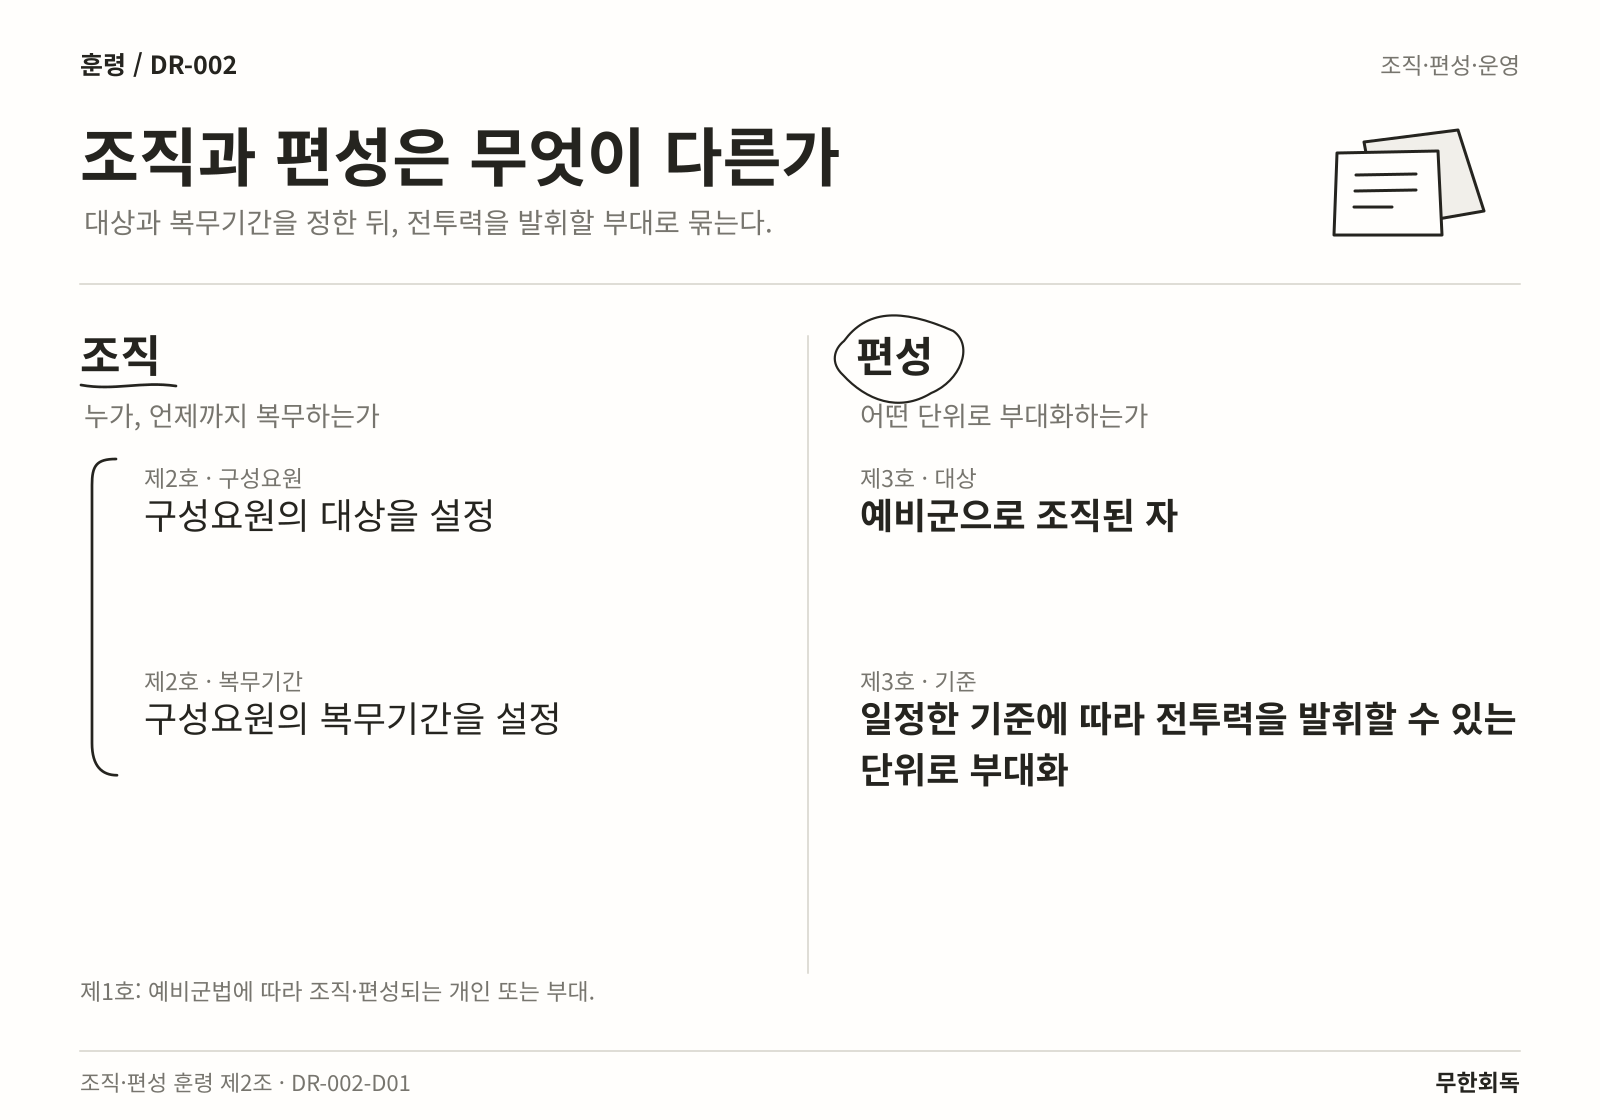 훈령 / DR-002
조직·편성·운영
조직과 편성은 무엇이 다른가
대상과 복무기간을 정한 뒤, 전투력을 발휘할 부대로 묶는다.
조직
누가, 언제까지 복무하는가
제2호 · 구성요원
구성요원의 대상을 설정
제2호 · 복무기간
구성요원의 복무기간을 설정
편성
어떤 단위로 부대화하는가
제3호 · 대상
예비군으로 조직된 자
제3호 · 기준
일정한 기준에 따라 전투력을 발휘할 수 있는
단위로 부대화
제1호: 예비군법에 따라 조직·편성되는 개인 또는 부대.
조직·편성 훈령 제2조 · DR-002-D01
무한회독